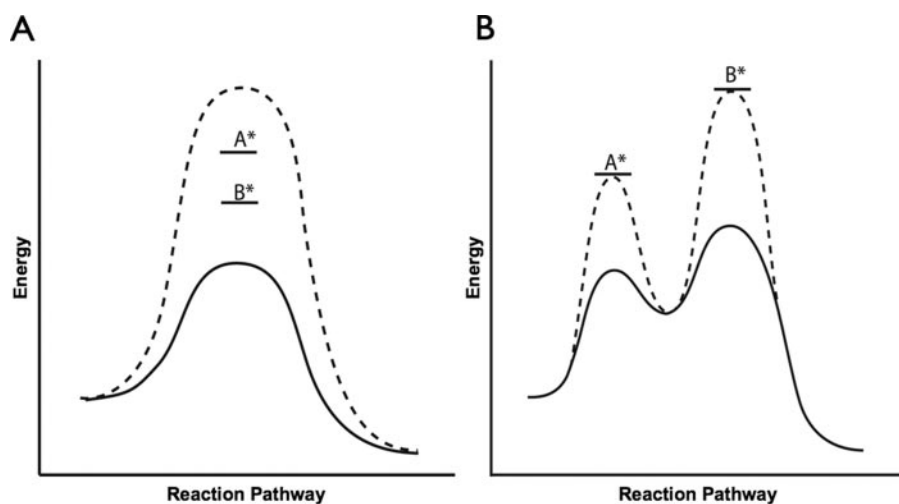 A
A*
B*
Energy
Reaction Pathway
B
B*
A*
Energy
Reaction Pathway